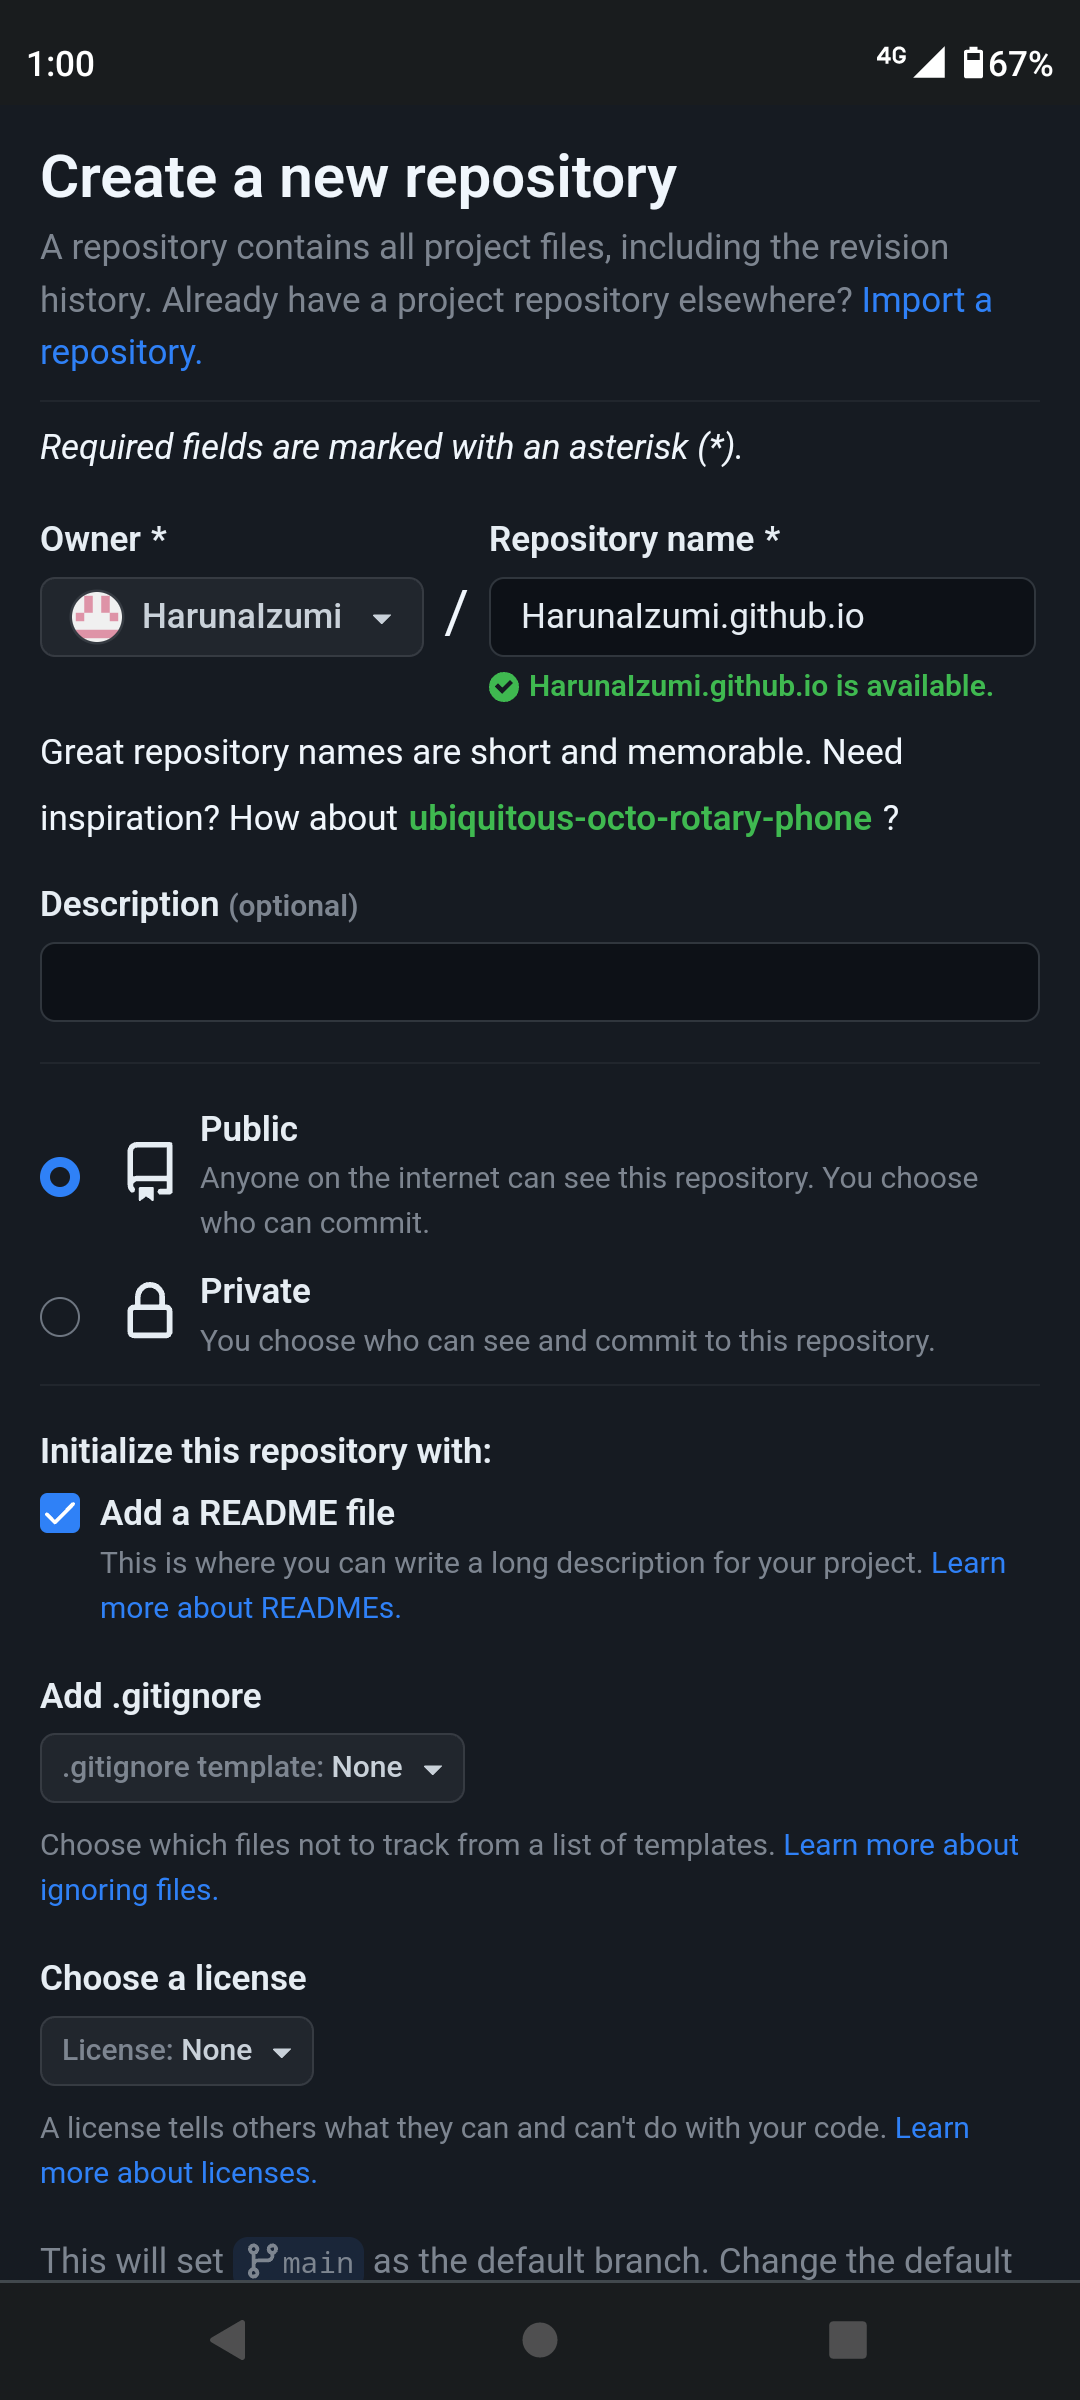 1:00
4G 67%
Create a new repository
A repository contains all project files, including the revision
history. Already have a project repository elsewhere? Import a
repository.
Required fields are marked with an asterisk (*).
Owner *
Repository name *
HarunaIzumi / HarunaIzumi.github.io
HarunaIzumi.github.io is available.
Great repository names are short and memorable. Need
inspiration? How about ubiquitous-octo-rotary-phone ?
Description (optional)
Public
Anyone on the internet can see this repository. You choose
who can commit.
Private
You choose who can see and commit to this repository.
Initialize this repository with:
Add a README file
This is where you can write a long description for your project. Learn
more about READMEs.
Add .gitignore
.gitignore template: None
Choose which files not to track from a list of templates. Learn more about
ignoring files.
Choose a license
License: None
A license tells others what they can and can't do with your code. Learn
more about licenses.
This will set main as the default branch. Change the default